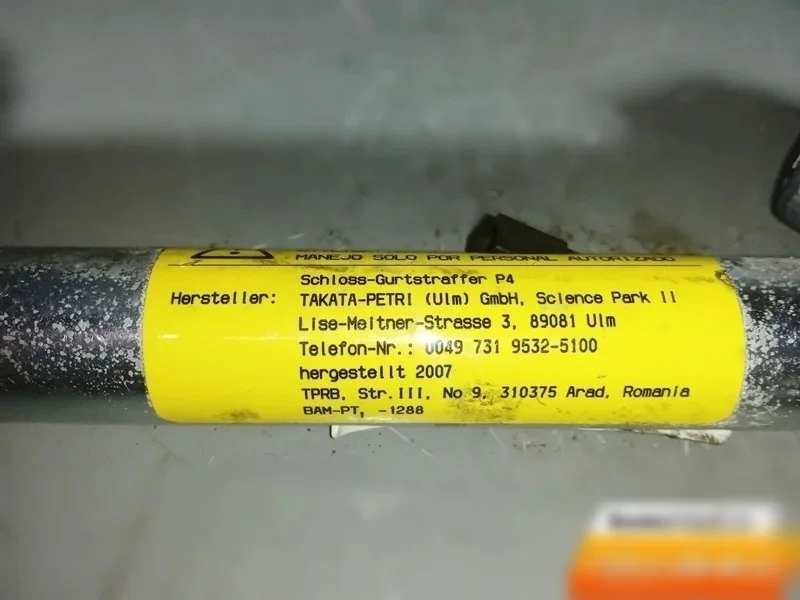 MANEJO SOLO POR PERSONAL AUTORIZADO
Schloss-Gurtstraffer P4
Hersteller: TAKATA-PETRI (Ulm) GmbH, Science Park II
Lise-Meitner-Strasse 3, 89081 Ulm
Telefon-Nr.: 0049 731 9532-5100
hergestellt 2007
TPRB, Str.III, No 9, 310375 Arad, Romania
BAM-PT₁ -1288